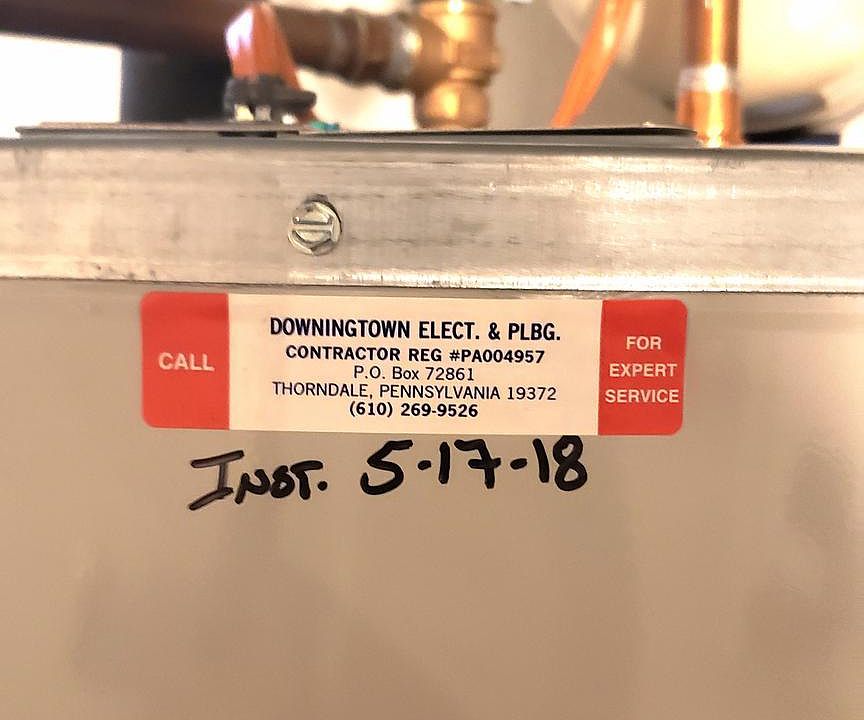 CALL
DOWNINGTOWN ELECT. & PLBG.
CONTRACTOR REG #PA004957
P.O. Box 72861
THORNDALE, PENNSYLVANIA 19372
(610) 269-9526
FOR
EXPERT
SERVICE
INST. 5-17-18